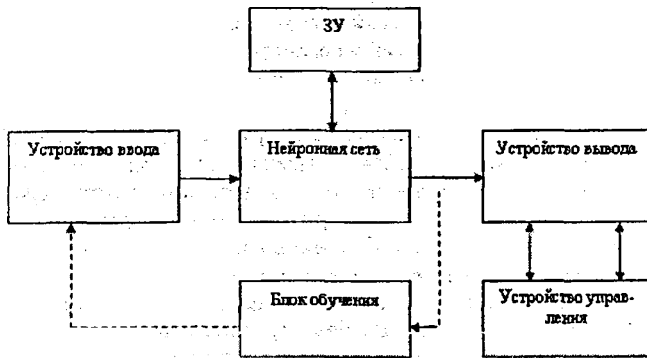 ЗУ
Устройство ввода
Нейронная сеть
Устройство вывода
Блок обучения
Устройство управ-
ления